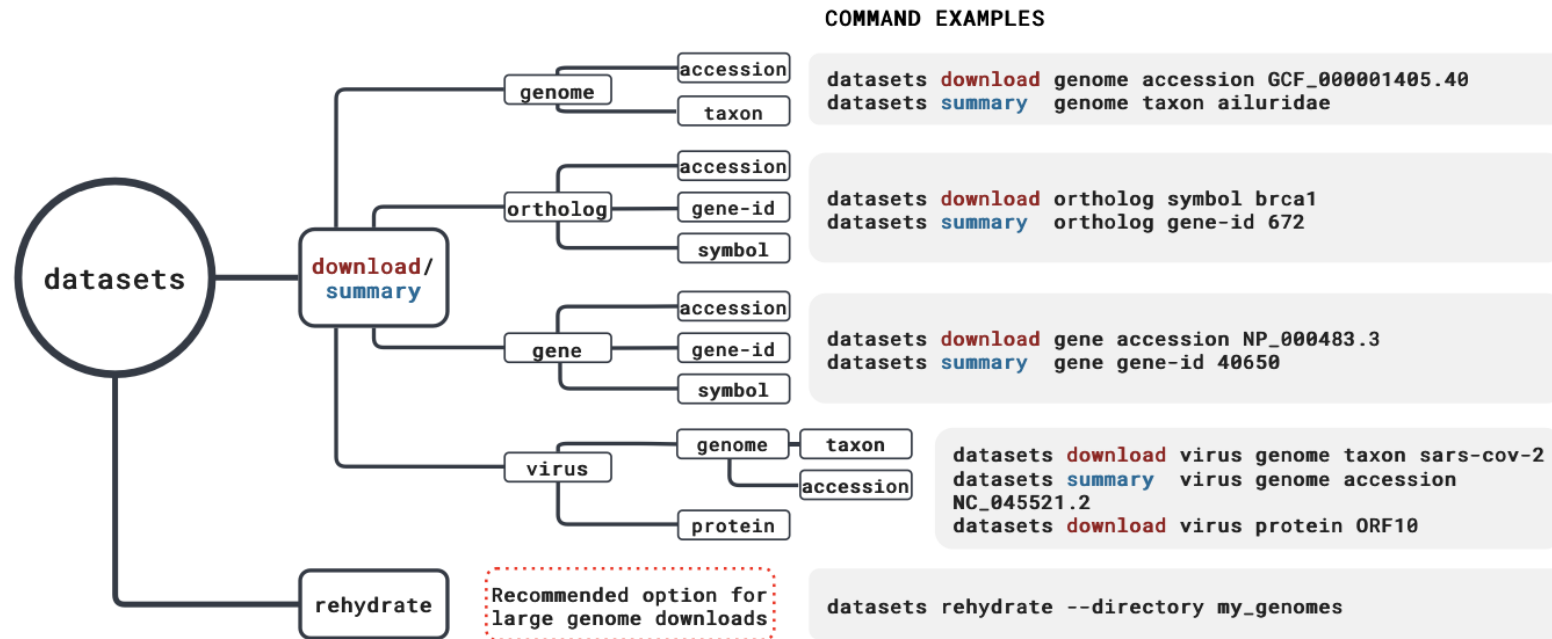 COMMAND EXAMPLES
datasets
download/
summary
genome
accession
taxon
datasets download genome accession GCF_000001405.40
datasets summary genome taxon ailuridae
ortholog
accession
gene-id
symbol
datasets download ortholog symbol brca1
datasets summary ortholog gene-id 672
gene
accession
gene-id
symbol
datasets download gene accession NP_000483.3
datasets summary gene gene-id 40650
virus
genome
taxon
accession
protein
datasets download virus genome taxon sars-cov-2
datasets summary virus genome accession
NC_045521.2
datasets download virus protein ORF10
rehydrate
Recommended option for
large genome downloads
datasets rehydrate --directory my_genomes